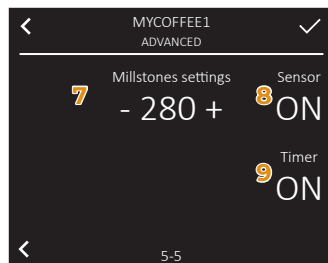 MYCOFFEE1
ADVANCED
Millstones settings
7
- 280 +
Sensor
8
ON
Timer
9
ON
5-5